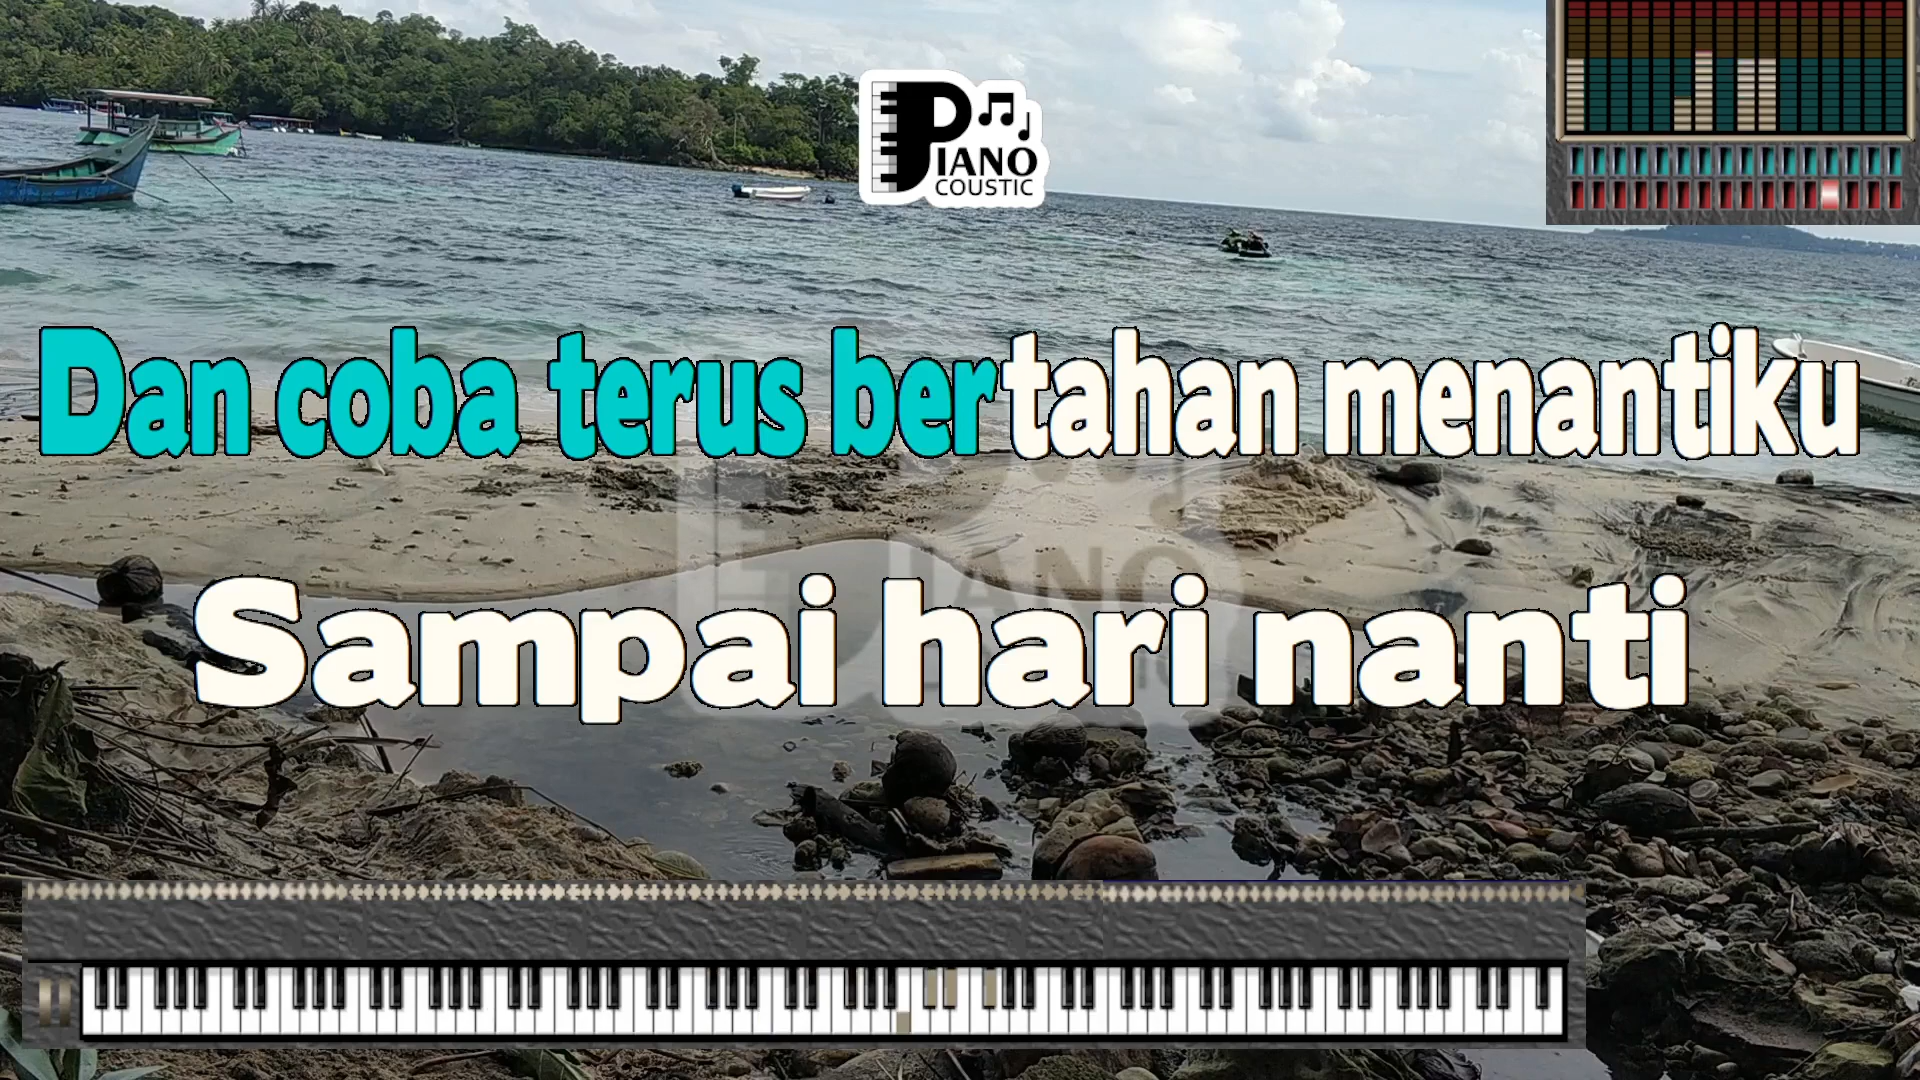 PIANO
COUSTIC
Dan coba terus bertahan menantiku
Sampai hari nanti